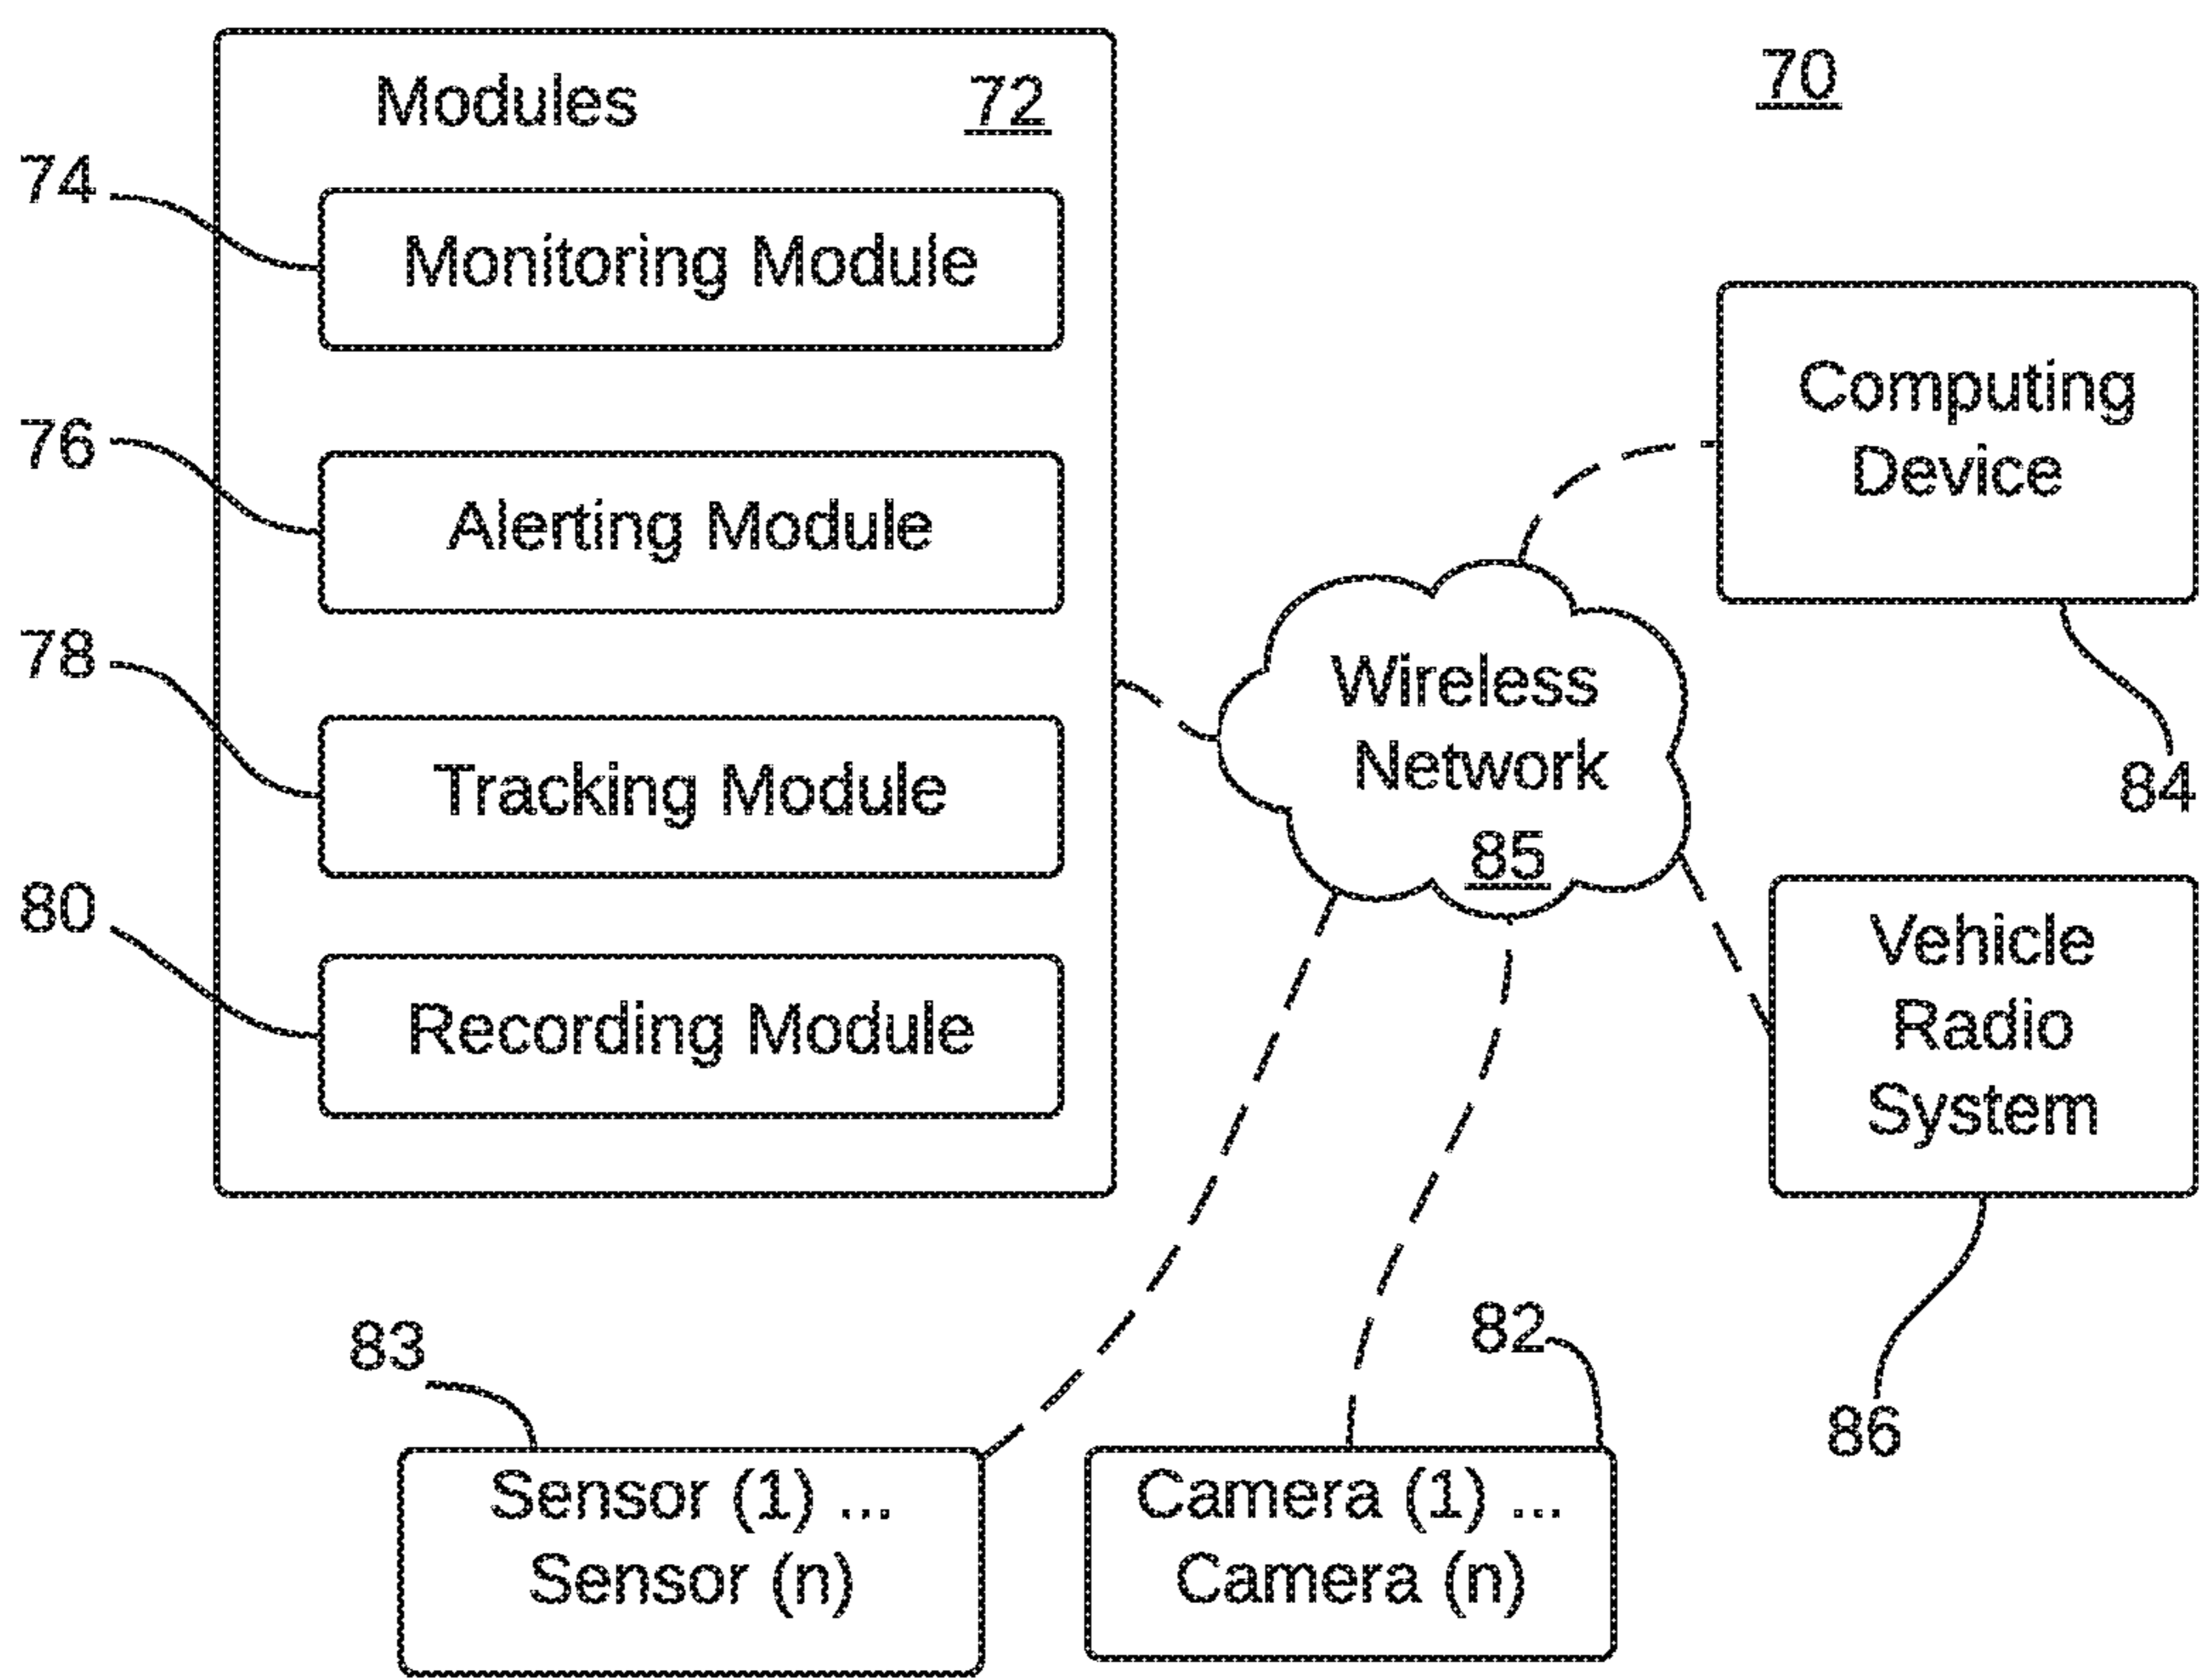 Modules 72
70
74
Monitoring Module
76
Alerting Module
78
Tracking Module
80
Recording Module
Computing
Device
84
Wireless
Network
85
Vehicle
Radio
System
86
83
Sensor (1) ...
Sensor (n)
82
Camera (1) ...
Camera (n)